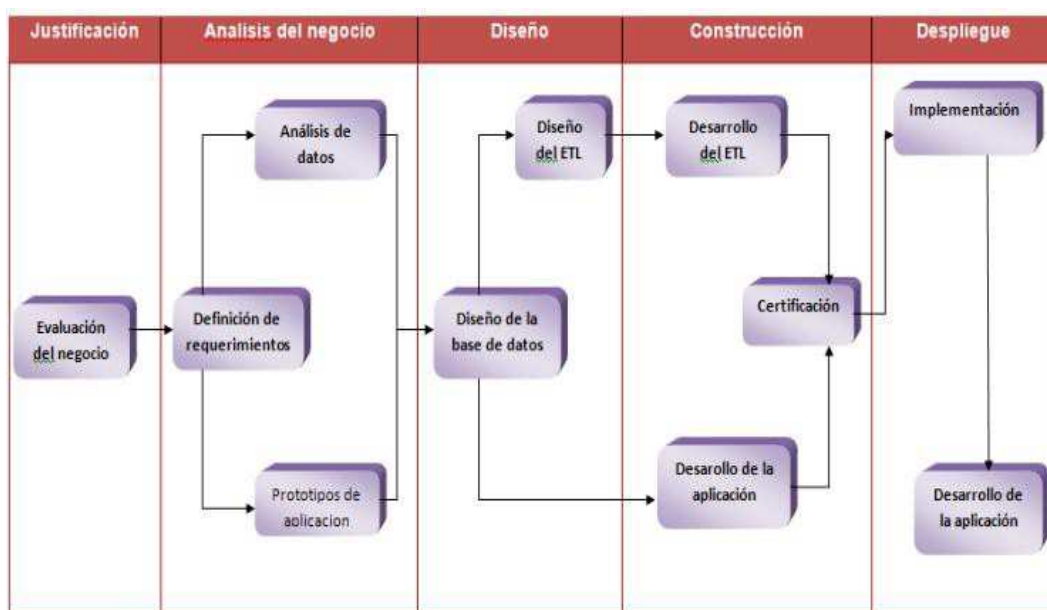 Justificación
Analisis del negocio
Diseño
Construcción
Despliegue
Evaluación
del negocio
Definición de
requerimientos
Análisis de
datos
Prototipos de
aplicacion
Diseño de la
base de datos
Diseño
del ETL
Desarrollo
del ETL
Desarollo de la
aplicación
Certificación
Implementación
Desarrollo de
la aplicación